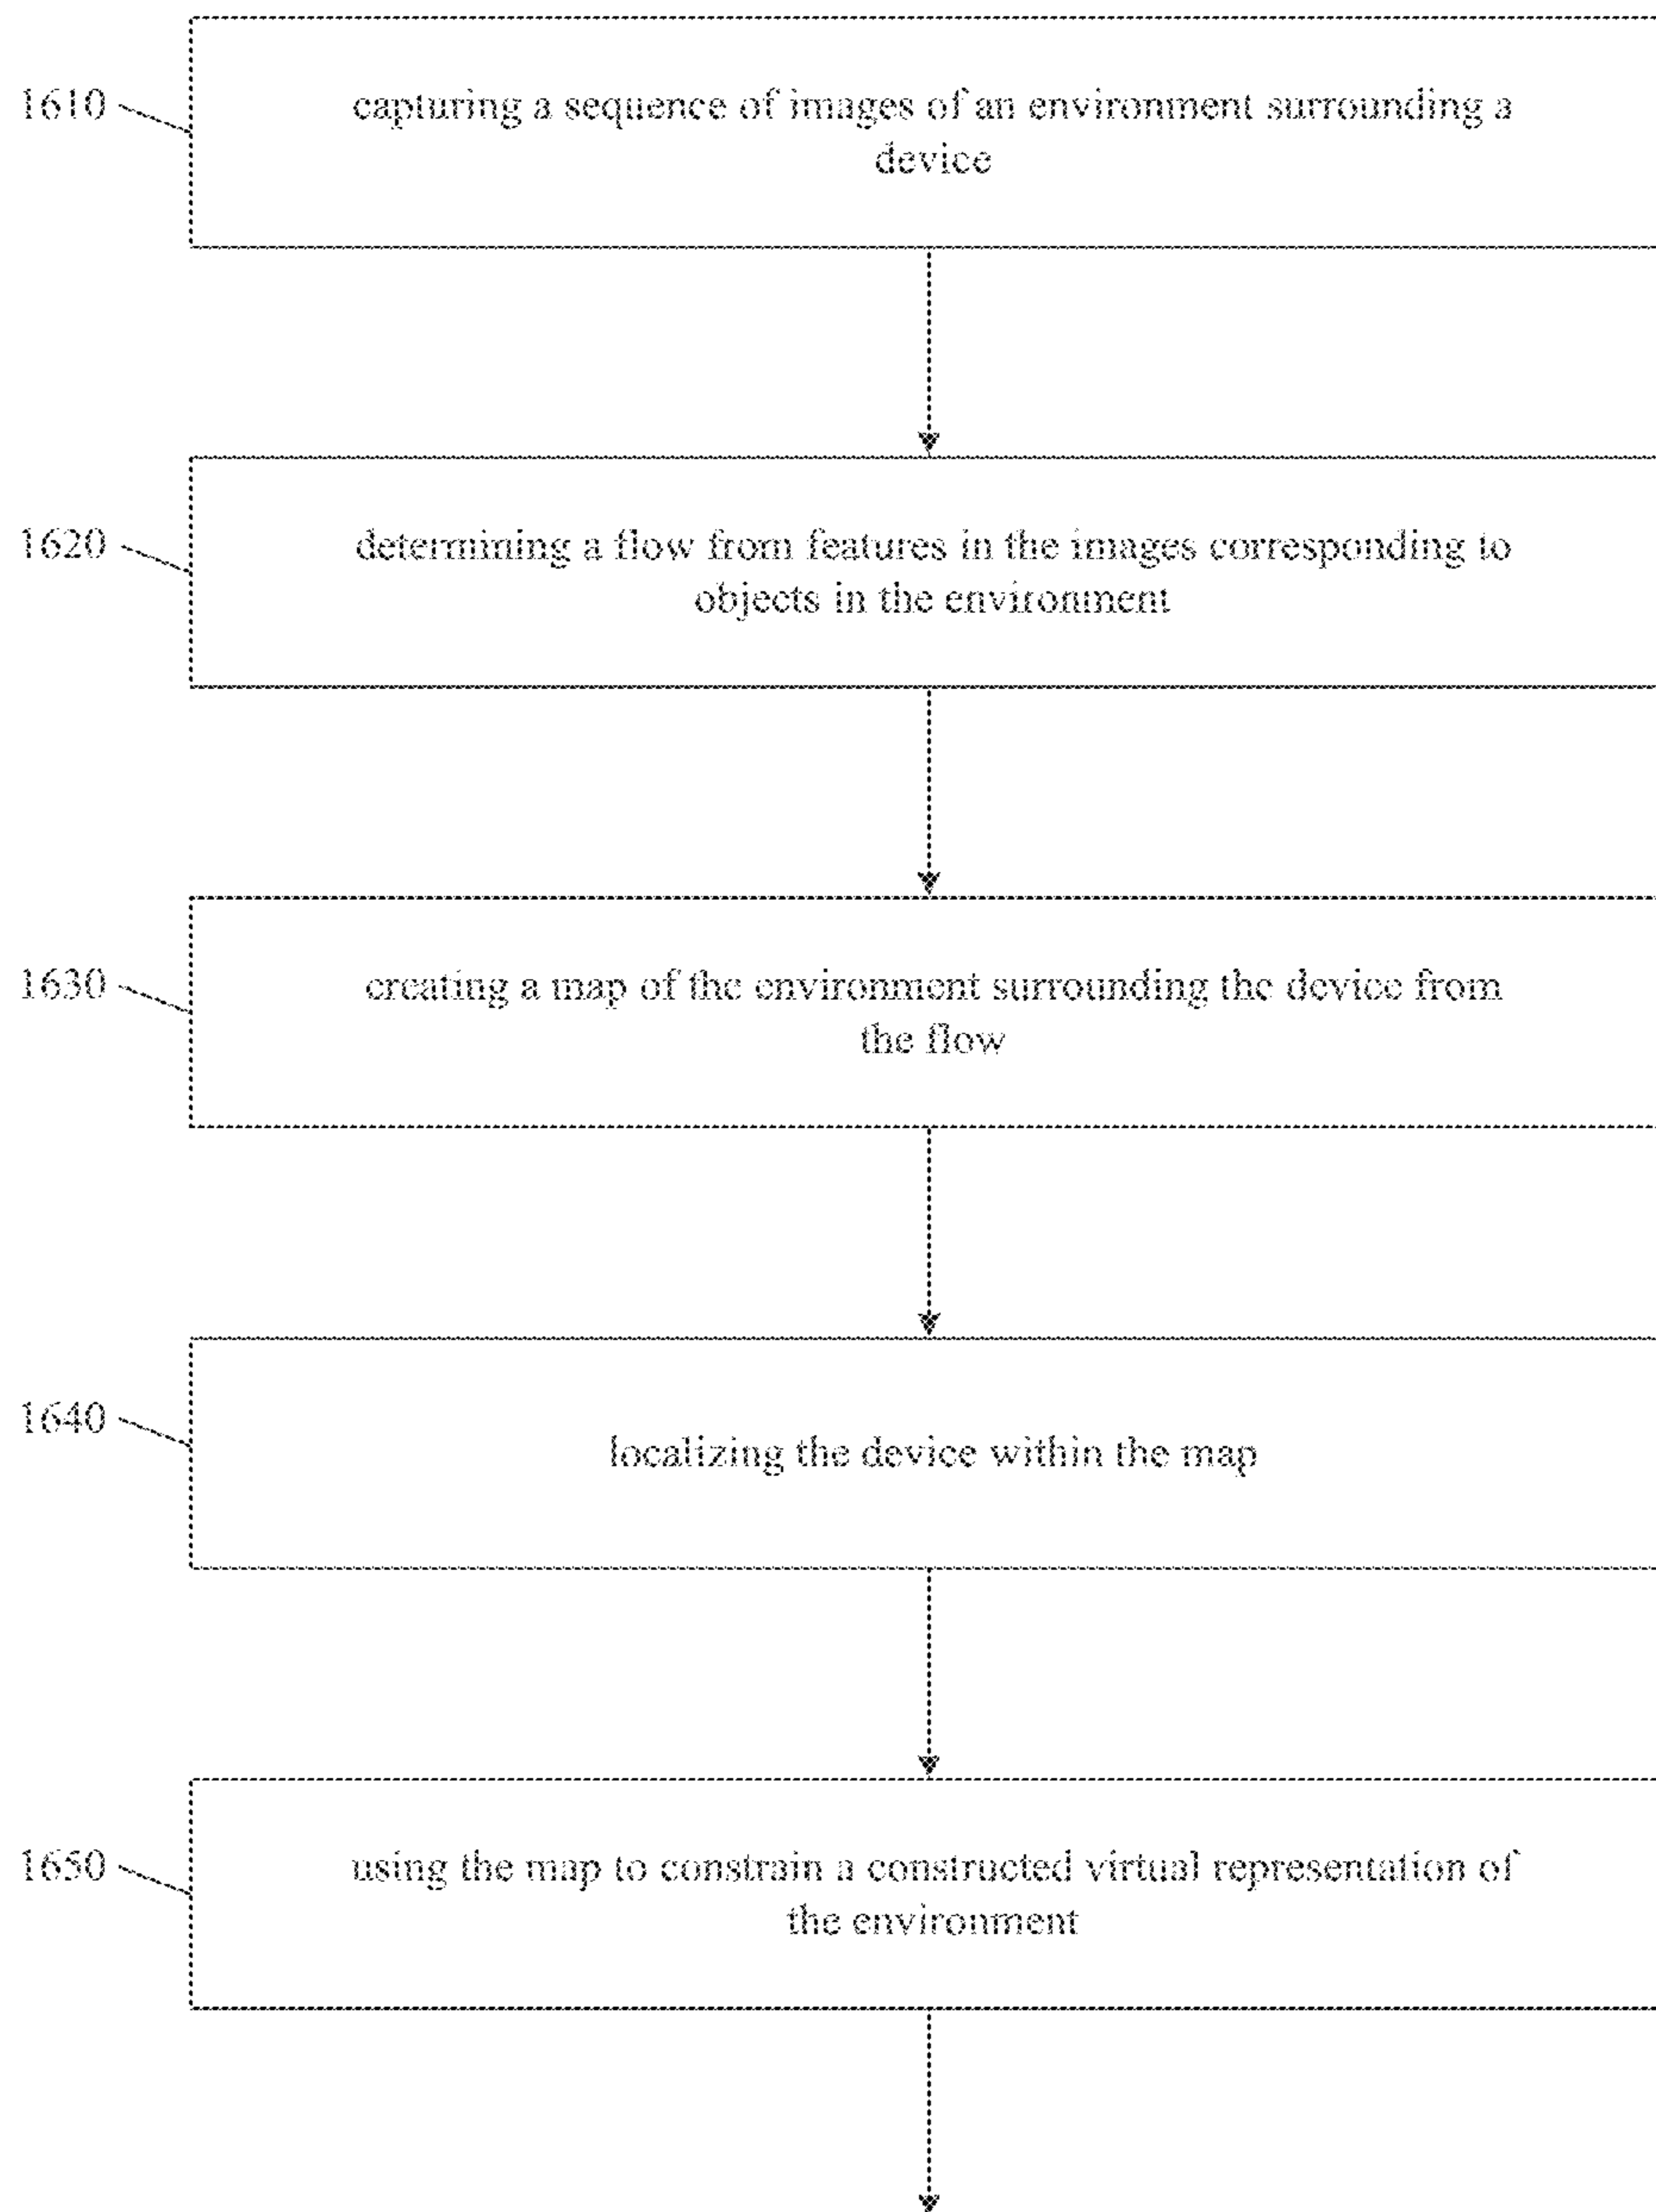 1610
capturing a sequence of images of an environment surrounding a
device
1620
determining a flow from features in the images corresponding to
objects in the environment
1630
creating a map of the environment surrounding the device from
the flow
1640
localizing the device within the map
1650
using the map to constrain a constructed virtual representation of
the environment